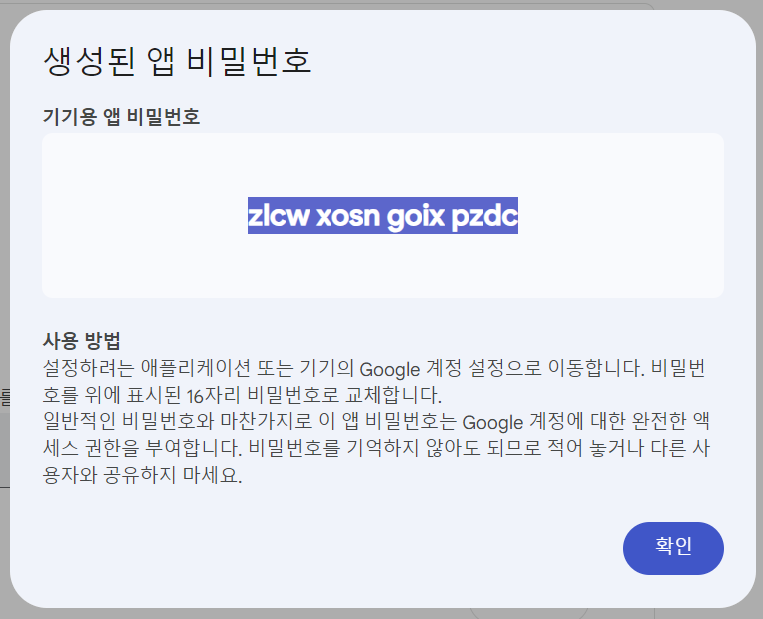 생성된 앱 비밀번호
기기용 앱 비밀번호
zlcw xosn goix pzdc
사용 방법
설정하려는 애플리케이션 또는 기기의 Google 계정 설정으로 이동합니다. 비밀번
호를 위에 표시된 16자리 비밀번호로 교체합니다.
일반적인 비밀번호와 마찬가지로 이 앱 비밀번호는 Google 계정에 대한 완전한 액
세스 권한을 부여합니다. 비밀번호를 기억하지 않아도 되므로 적어 놓거나 다른 사
용자와 공유하지 마세요.
확인